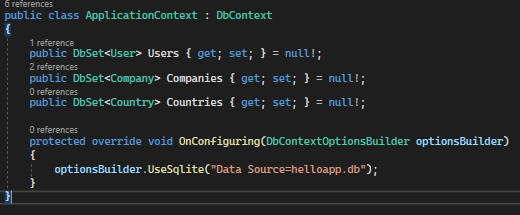 6 references
public class ApplicationContext : DbContext
{
1 reference
public DbSet<User> Users { get; set; } = null!;
2 references
public DbSet<Company> Companies { get; set; } = null!;
0 references
public DbSet<Country> Countries { get; set; } = null!;
0 references
protected override void OnConfiguring(DbContextOptionsBuilder optionsBuilder)
{
optionsBuilder.UseSqlite("Data Source=helloapp.db");
}
}